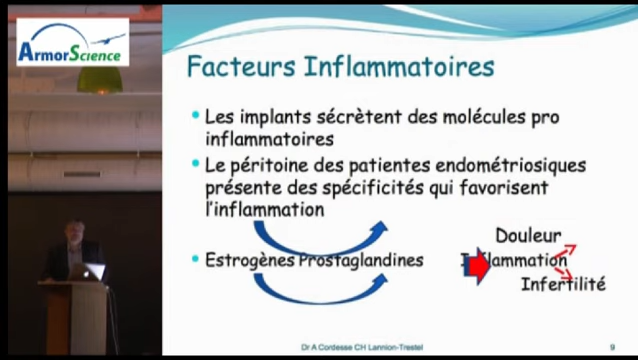 ArmorScience
Facteurs Inflammatoires
Les implants sécrètent des molécules pro
inflammatoires
Le péritoine des patientes endométriosiques
présente des spécificités qui favorisent
l'inflammation
Douleur
Estrogènes Prostaglandines Inflammation
Infertilité
Dr A Cordesse CH Lannion-Trestel 9